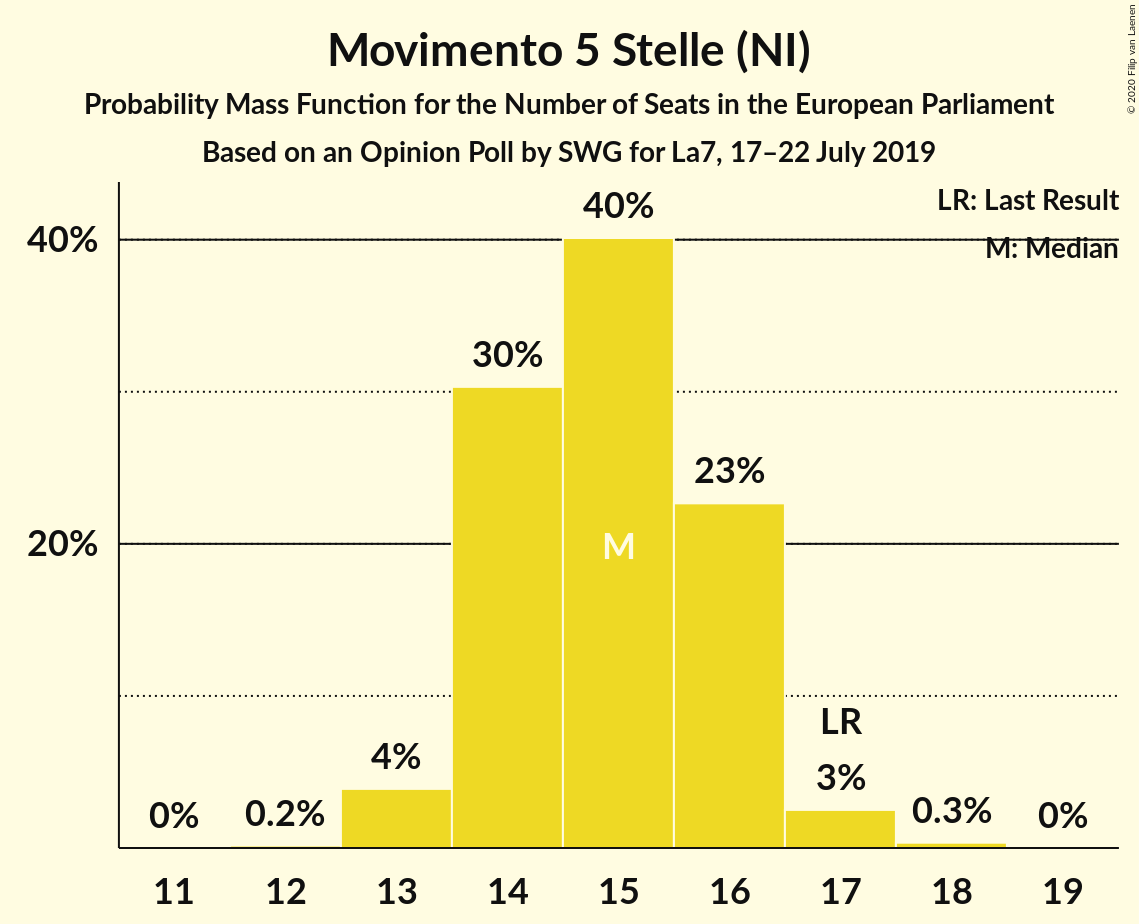 Movimento 5 Stelle (NI)
Probability Mass Function for the Number of Seats in the European Parliament
Based on an Opinion Poll by SWG for La7, 17–22 July 2019
© 2020 Filip van Laenen
LR: Last Result
M: Median
40%
20%
0%
0.2%
4%
30%
40%
M
23%
LR
3%
0.3%
0%
11 12 13 14 15 16 17 18 19